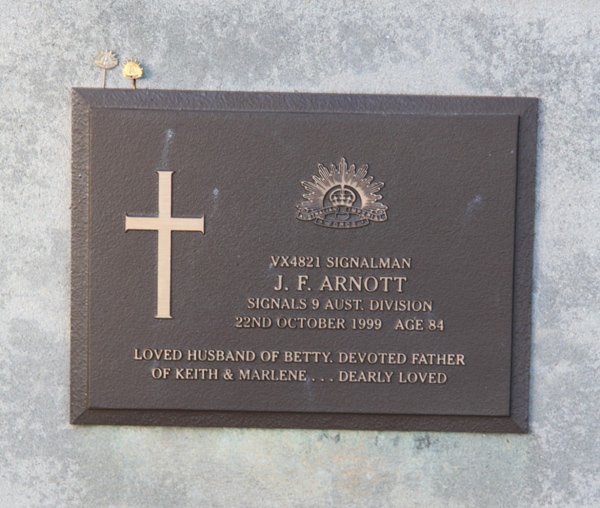 VX4821 SIGNALMAN
J. F. ARNOTT
SIGNALS 9 AUST. DIVISION
22ND OCTOBER 1999 AGE 84
LOVED HUSBAND OF BETTY. DEVOTED FATHER
OF KEITH & MARLENE . . . DEARLY LOVED